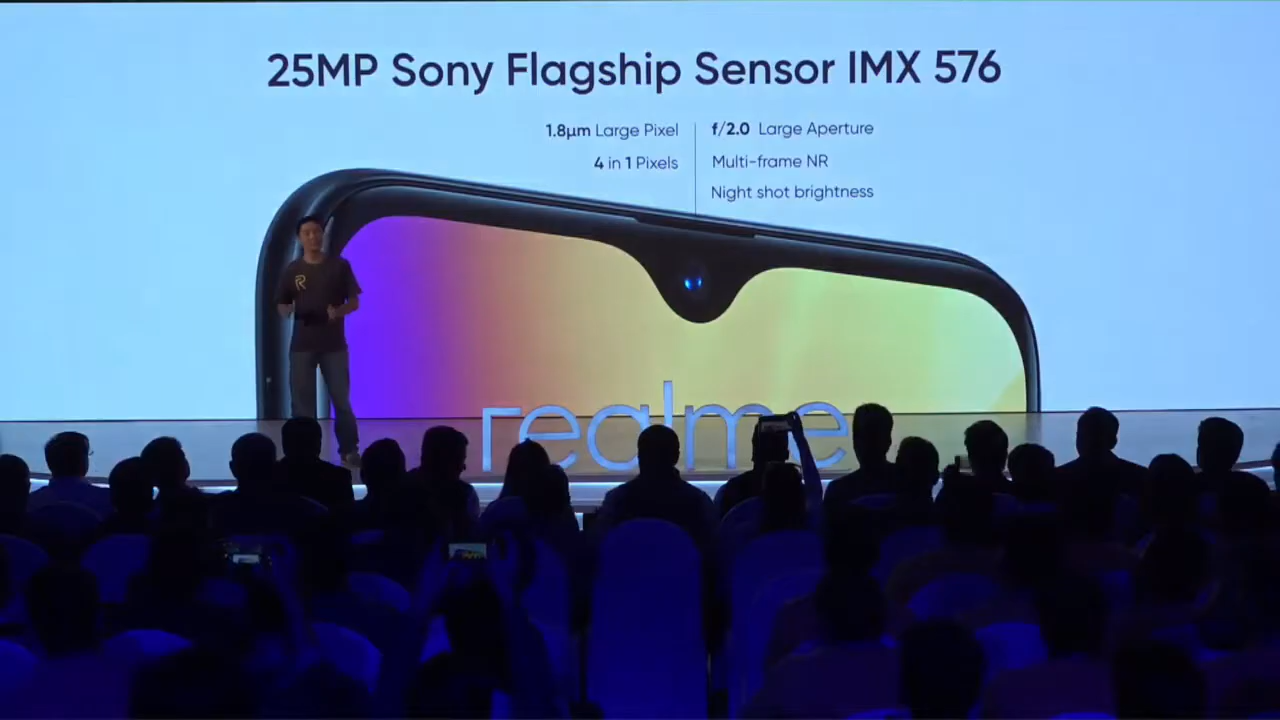 25MP Sony Flagship Sensor IMX 576
1.8μm Large Pixel
4 in 1 Pixels
f/2.0 Large Aperture
Multi-frame NR
Night shot brightness
R
realme